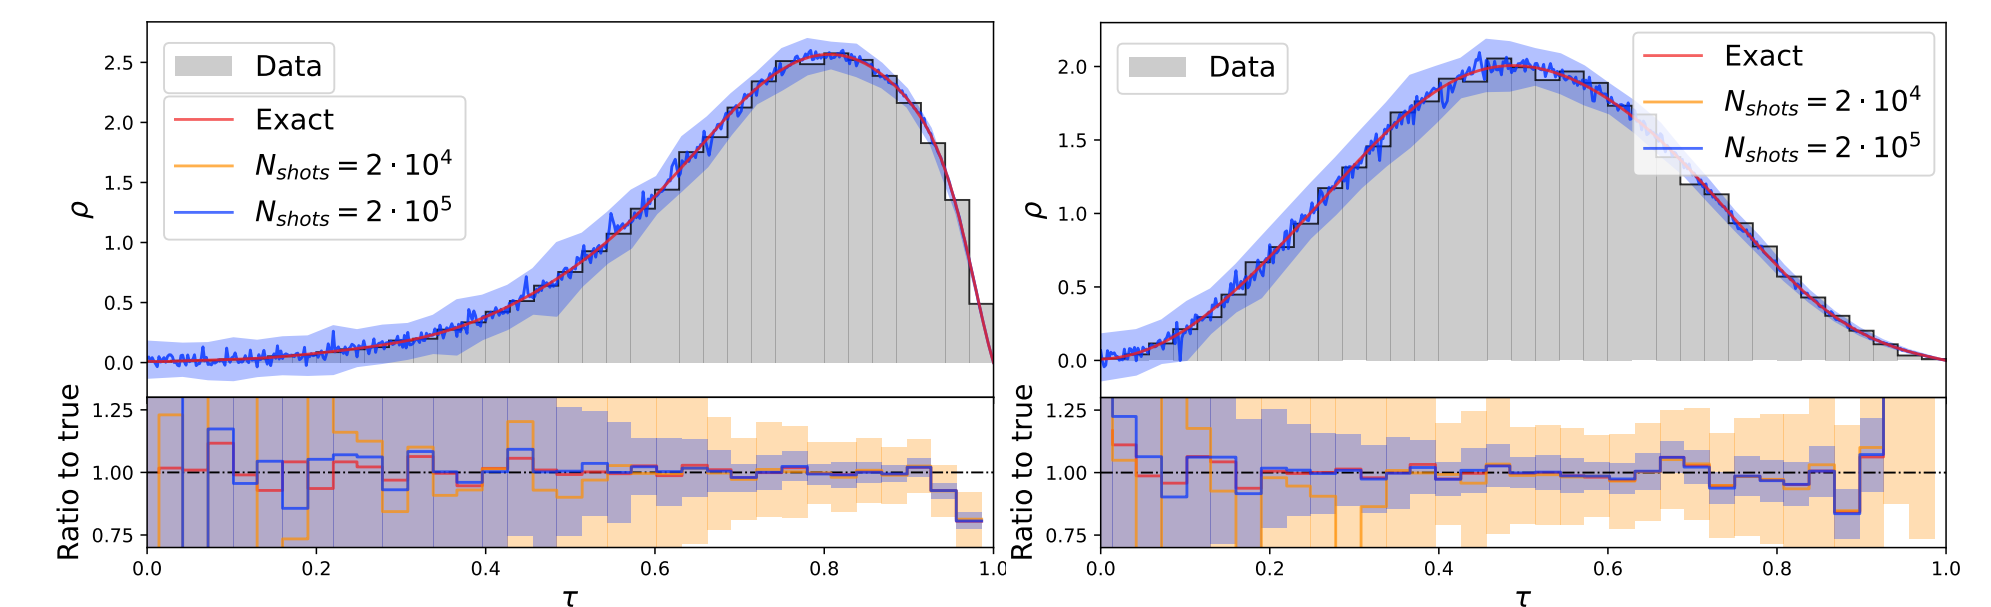 Data
Exact
N_shots = 2 · 10^4
N_shots = 2 · 10^5
ρ
2.5
2.0
1.5
1.0
0.5
0.0
Ratio to true
1.25
1.00
0.75
0.0 0.2 0.4 0.6 0.8 1.0
τ
Data
Exact
N_shots = 2 · 10^4
N_shots = 2 · 10^5
ρ
2.0
1.5
1.0
0.5
0.0
Ratio to true
1.25
1.00
0.75
0.0 0.2 0.4 0.6 0.8 1.0
τ